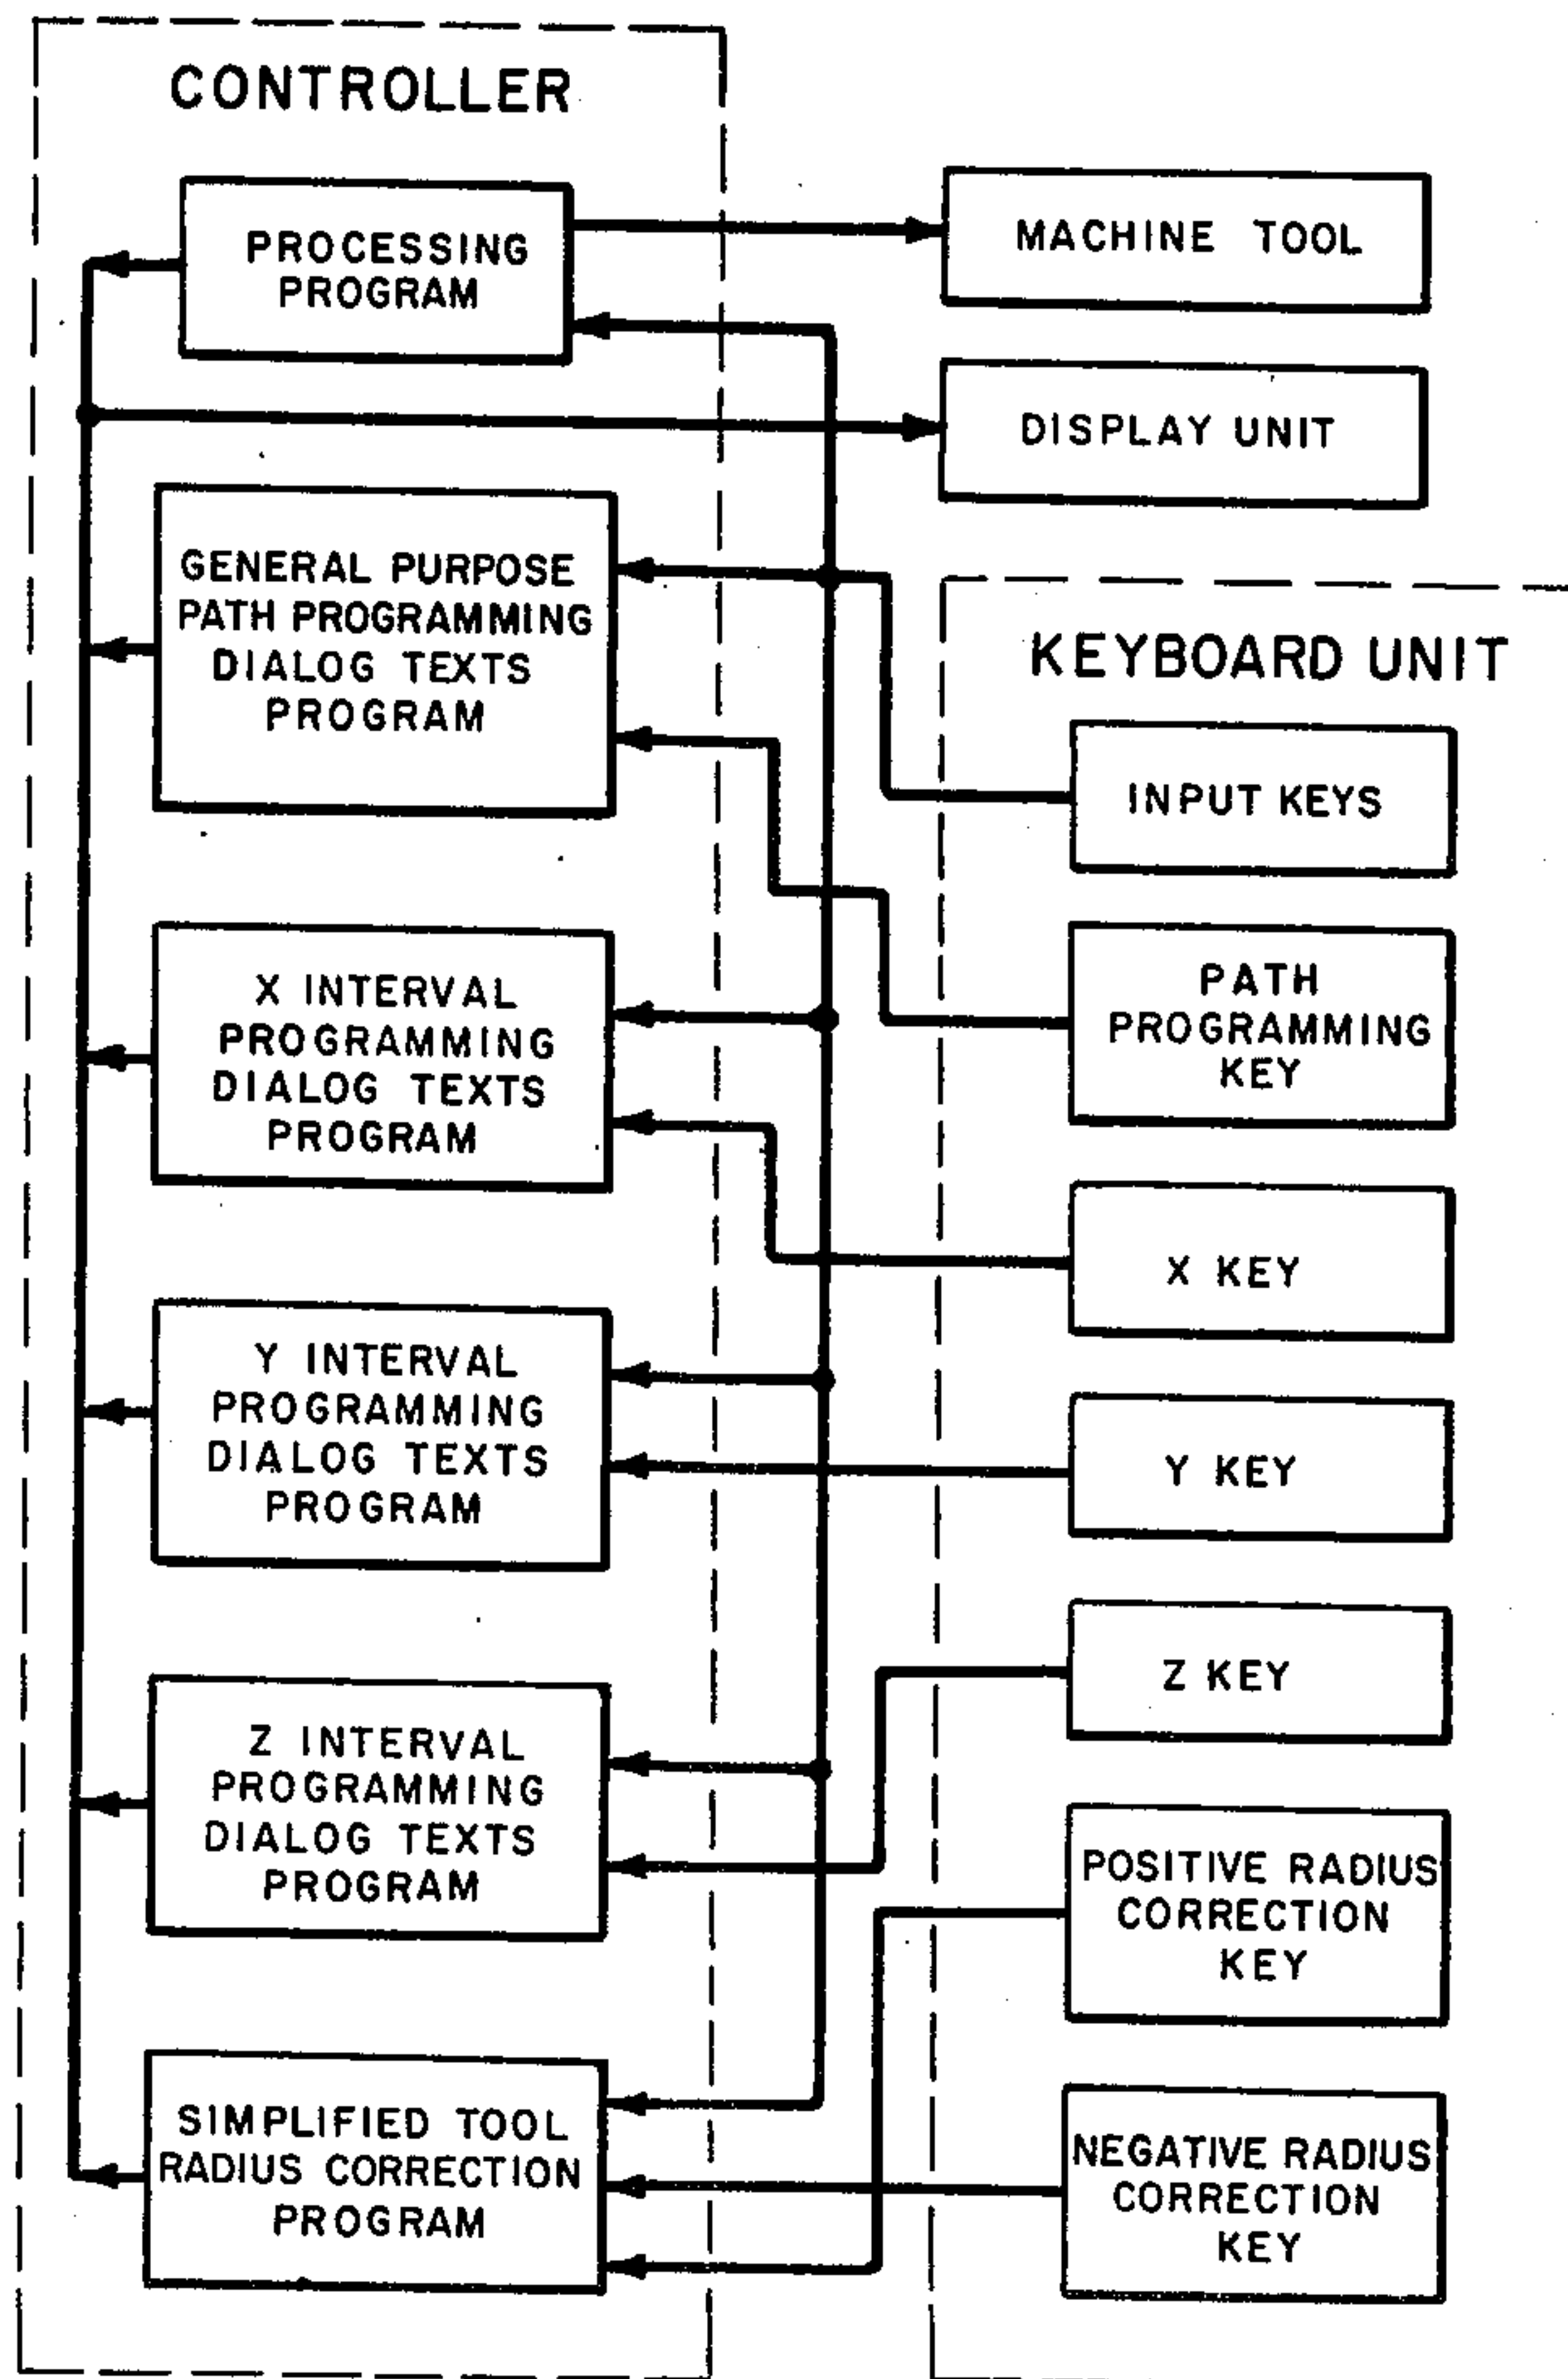 CONTROLLER
PROCESSING
PROGRAM
MACHINE TOOL
DISPLAY UNIT
GENERAL PURPOSE
PATH PROGRAMMING
DIALOG TEXTS
PROGRAM
KEYBOARD UNIT
INPUT KEYS
PATH
PROGRAMMING
KEY
X INTERVAL
PROGRAMMING
DIALOG TEXTS
PROGRAM
X KEY
Y INTERVAL
PROGRAMMING
DIALOG TEXTS
PROGRAM
Y KEY
Z KEY
Z INTERVAL
PROGRAMMING
DIALOG TEXTS
PROGRAM
POSITIVE RADIUS
CORRECTION
KEY
SIMPLIFIED TOOL
RADIUS CORRECTION
PROGRAM
NEGATIVE RADIUS
CORRECTION
KEY